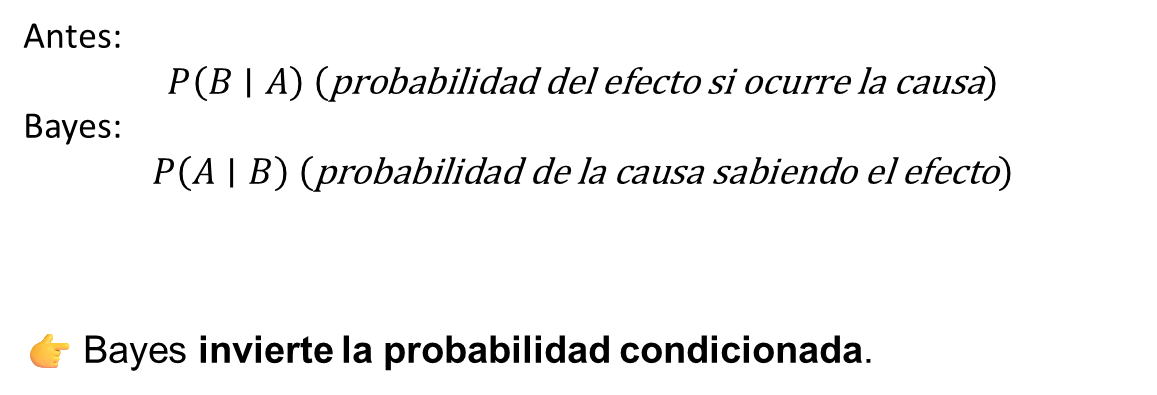 Antes:
P(B | A) (probabilidad del efecto si ocurre la causa)
Bayes:
P(A | B) (probabilidad de la causa sabiendo el efecto)
👉 Bayes invierte la probabilidad condicionada.